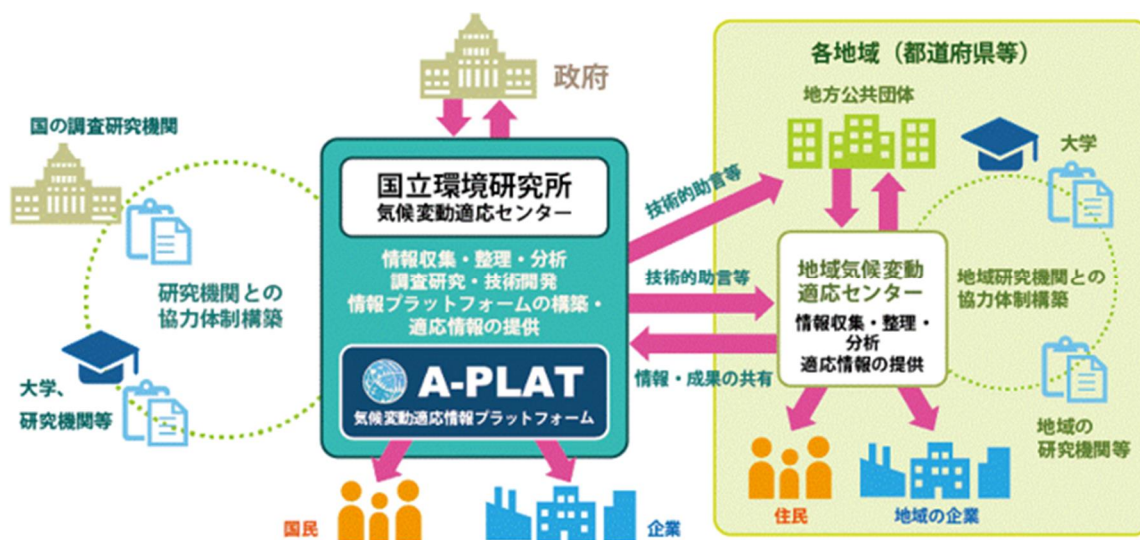 政府
国の調査研究機関
研究機関との
協力体制構築
大学、
研究機関等
国立環境研究所
気候変動適応センター
情報収集・整理・分析
調査研究・技術開発
情報プラットフォームの構築・
適応情報の提供
A-PLAT
気候変動適応情報プラットフォーム
国民
企業
技術的助言等
技術的助言等
情報・成果の共有
各地域（都道府県等）
地方公共団体
大学
地域気候変動
適応センター
情報収集・整理・
分析
適応情報の提供
地域研究機関との
協力体制構築
地域の
研究機関等
住民
地域の企業